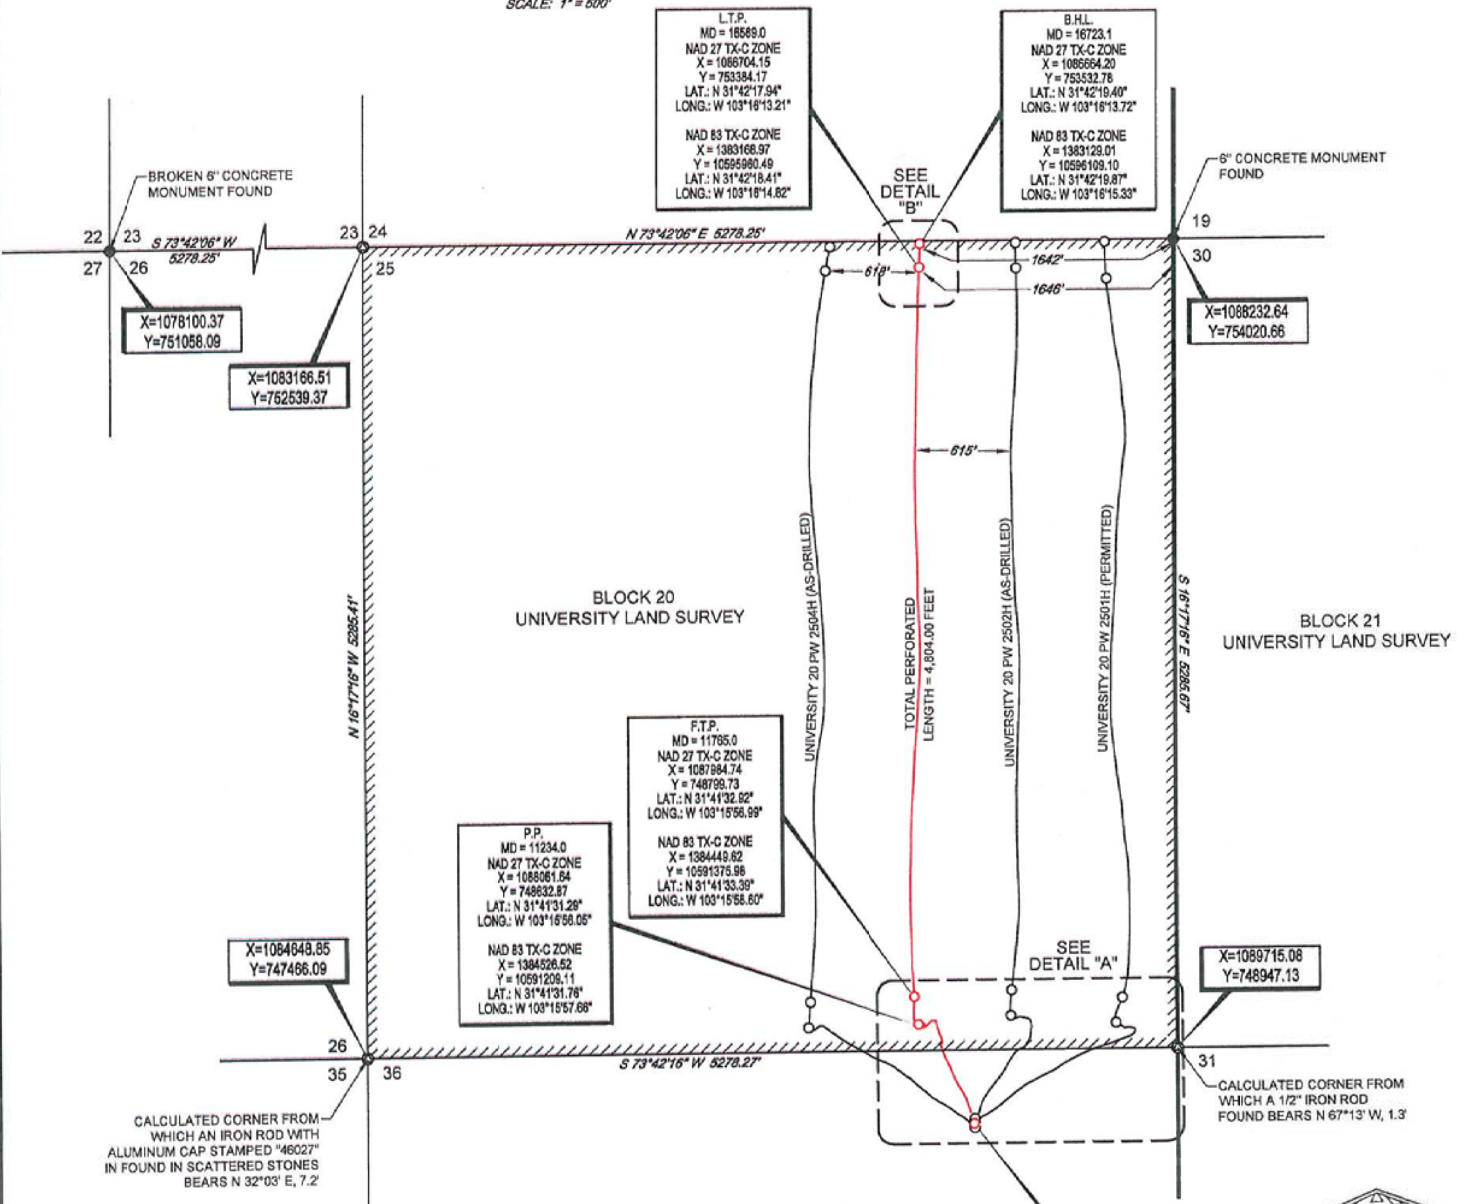 SCALE: 1" = 500'
L.T.P.
MD = 16569.0
NAD 27 TX-C ZONE
X = 1086704.15
Y = 753384.17
LAT.: N 31°42'17.94"
LONG.: W 103°16'13.21"
NAD 83 TX-C ZONE
X = 1383168.97
Y = 10595960.49
LAT.: N 31°42'18.41"
LONG.: W 103°16'14.82"
B.H.L.
MD = 16723.1
NAD 27 TX-C ZONE
X = 1086664.20
Y = 753532.78
LAT.: N 31°42'19.40"
LONG.: W 103°16'13.72"
NAD 83 TX-C ZONE
X = 1383129.01
Y = 10596109.10
LAT.: N 31°42'19.87"
LONG.: W 103°16'15.33"
BROKEN 6" CONCRETE
MONUMENT FOUND
6" CONCRETE MONUMENT
FOUND
SEE
DETAIL
"B"
22 23
27 26
S 73°42'06" W
5278.25'
23 24
25
N 73°42'06" E 5278.25'
19
30
1642'
618'
1646'
X=1078100.37
Y=751058.09
X=1083166.51
Y=752539.37
X=1088232.64
Y=754020.66
615'
UNIVERSITY 20 PW 2504H (AS-DRILLED)
TOTAL PERFORATED
LENGTH = 4,804.00 FEET
UNIVERSITY 20 PW 2502H (AS-DRILLED)
UNIVERSITY 20 PW 2501H (PERMITTED)
N 16°17'16" W 5285.41'
S 16°17'16" E 5285.67'
BLOCK 20
UNIVERSITY LAND SURVEY
BLOCK 21
UNIVERSITY LAND SURVEY
F.T.P.
MD = 11765.0
NAD 27 TX-C ZONE
X = 1087984.74
Y = 748799.73
LAT.: N 31°41'32.92"
LONG.: W 103°15'56.99"
NAD 83 TX-C ZONE
X = 1384449.62
Y = 10591375.98
LAT.: N 31°41'33.39"
LONG.: W 103°15'58.60"
P.P.
MD = 11234.0
NAD 27 TX-C ZONE
X = 1088061.64
Y = 748632.87
LAT.: N 31°41'31.29"
LONG.: W 103°15'56.05"
NAD 83 TX-C ZONE
X = 1384526.52
Y = 10591209.11
LAT.: N 31°41'31.76"
LONG.: W 103°15'57.66"
SEE
DETAIL "A"
X=1084648.85
Y=747466.09
X=1089715.08
Y=748947.13
26
35 36
S 73°42'16" W 5278.27'
31
CALCULATED CORNER FROM
WHICH AN IRON ROD WITH
ALUMINUM CAP STAMPED "46027"
IN FOUND IN SCATTERED STONES
BEARS N 32°03' E, 7.2'
CALCULATED CORNER FROM
WHICH A 1/2" IRON ROD
FOUND BEARS N 67°13' W, 1.3'